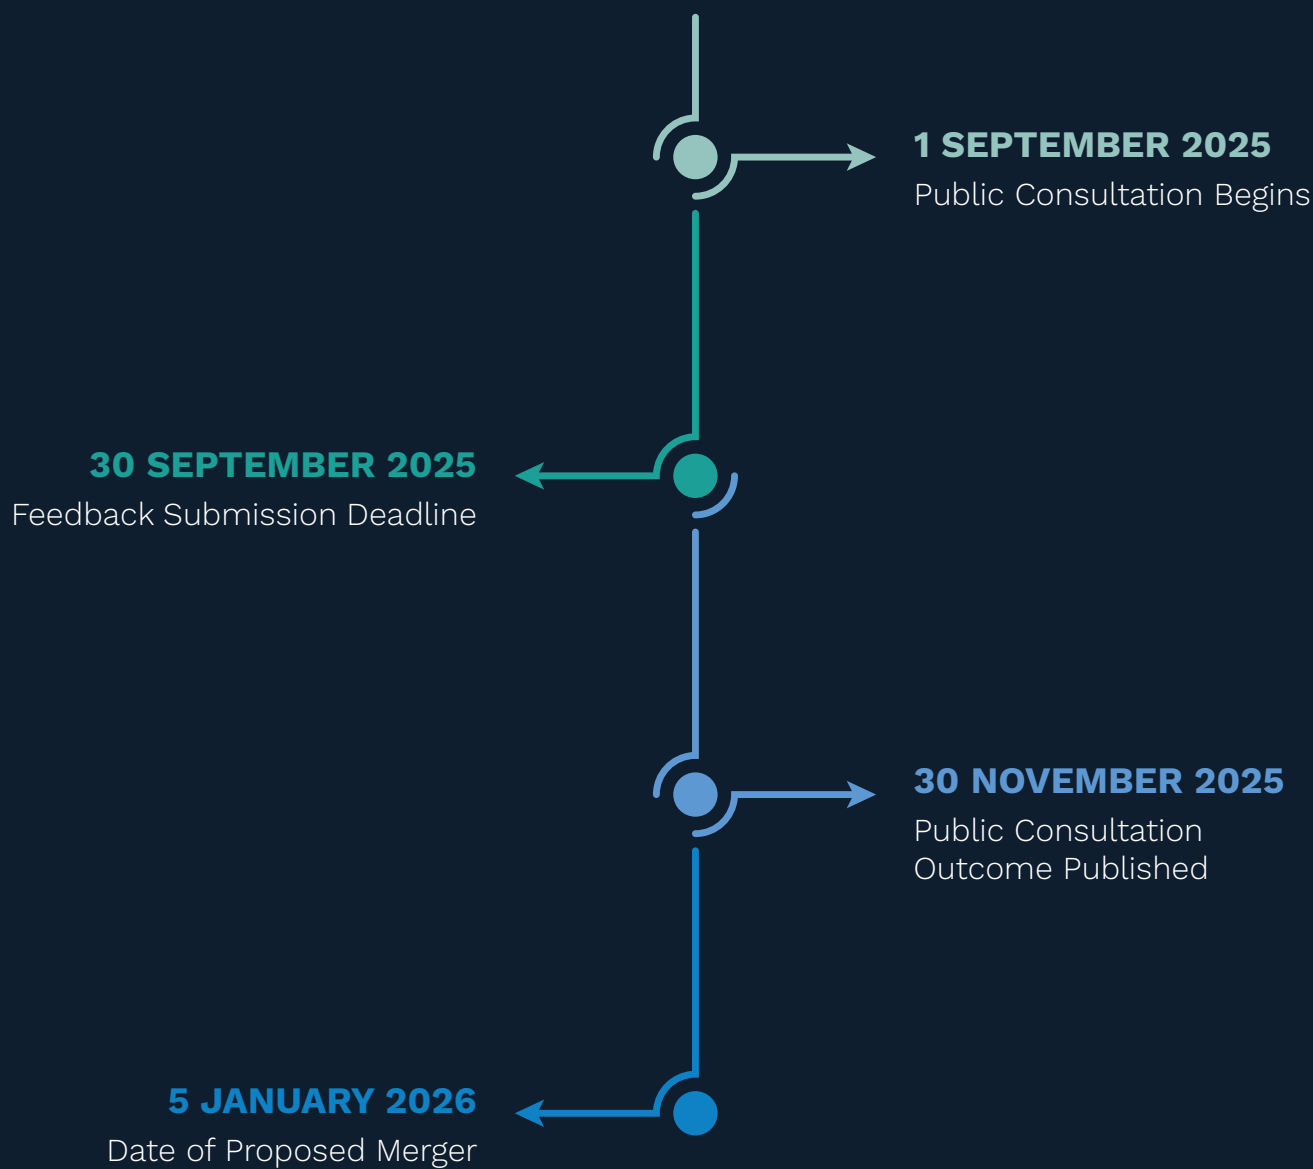 1 SEPTEMBER 2025
Public Consultation Begins
30 SEPTEMBER 2025
Feedback Submission Deadline
30 NOVEMBER 2025
Public Consultation
Outcome Published
5 JANUARY 2026
Date of Proposed Merger